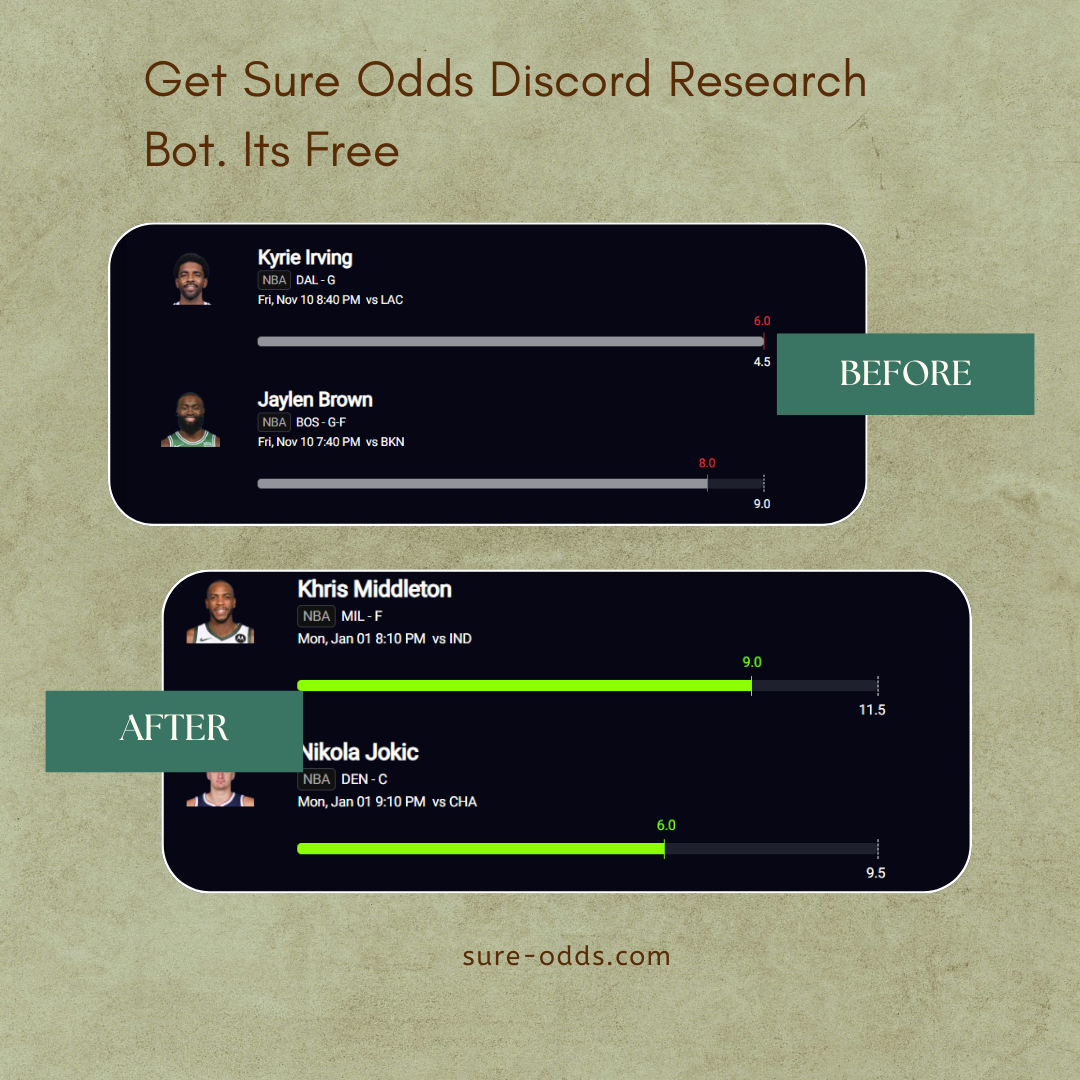 Get Sure Odds Discord Research
Bot. Its Free
Kyrie Irving
NBA DAL - G
Fri, Nov 10 8:40 PM vs LAC
6.0
4.5
BEFORE
Jaylen Brown
NBA BOS - G-F
Fri, Nov 10 7:40 PM vs BKN
8.0
9.0
Khris Middleton
NBA MIL - F
Mon, Jan 01 8:10 PM vs IND
9.0
11.5
AFTER
Nikola Jokic
NBA DEN - C
Mon, Jan 01 9:10 PM vs CHA
6.0
9.5
sure-odds.com